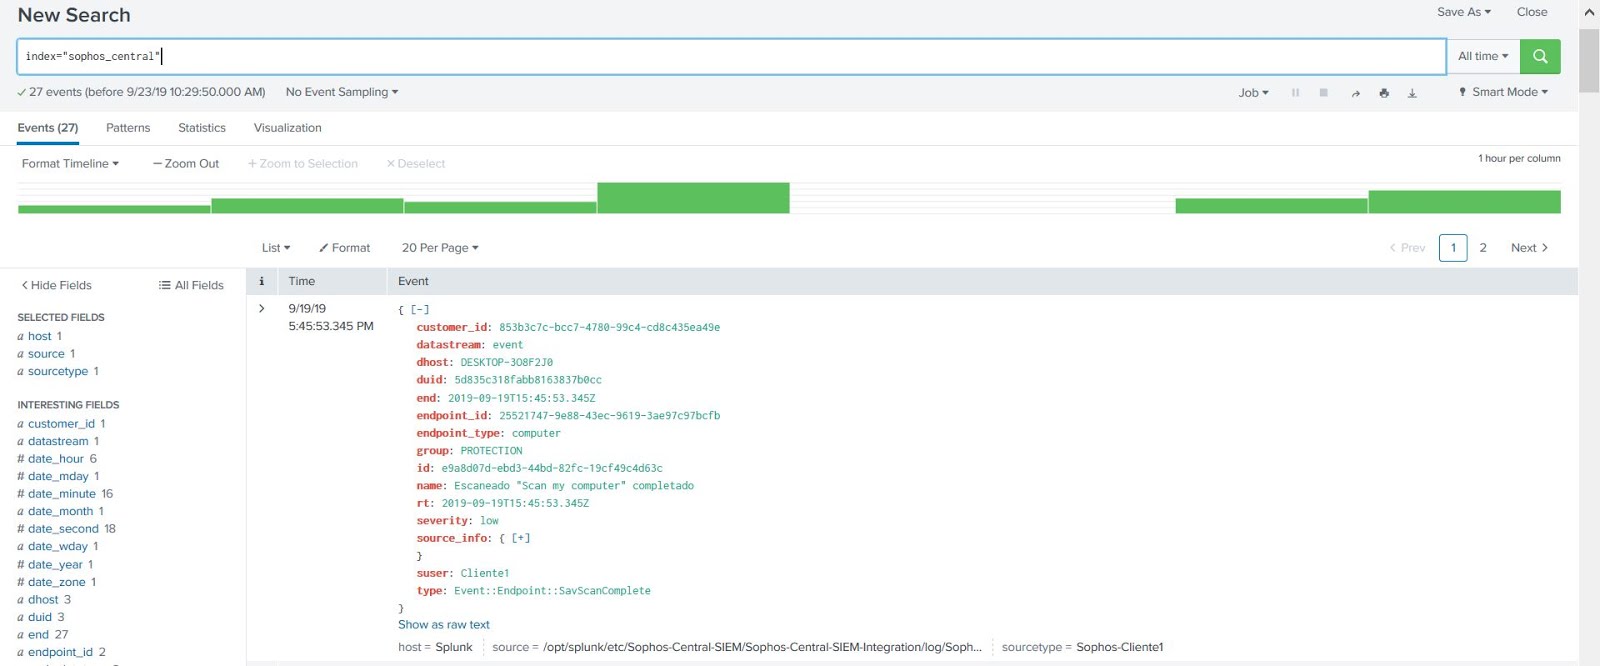 New Search
Save As
Close
index="sophos_central"
All time
27 events (before 9/23/19 10:29:50.000 AM)
No Event Sampling
Job
Smart Mode
Events (27)
Patterns
Statistics
Visualization
Format Timeline
— Zoom Out
+ Zoom to Selection
× Deselect
1 hour per column
List
Format
20 Per Page
< Prev
1
2
Next >
< Hide Fields
All Fields
i
Time
Event
SELECTED FIELDS
a host 1
a source 1
a sourcetype 1
INTERESTING FIELDS
a customer_id 1
a datastream 1
# date_hour 6
# date_mday 1
# date_minute 16
a date_month 1
# date_second 18
a date_wday 1
# date_year 1
# date_zone 1
a dhost 3
a duid 3
a end 27
a endpoint_id 2
>
9/19/19
5:45:53.345 PM
{ [-]
customer_id: 853b3c7c-bcc7-4780-99c4-cd8c435ea49e
datastream: event
dhost: DESKTOP-3O8F2J0
duid: 5d835c318fabb8163837b0cc
end: 2019-09-19T15:45:53.345Z
endpoint_id: 25521747-9e88-43ec-9619-3ae97c97bcfb
endpoint_type: computer
group: PROTECTION
id: e9a8d07d-ebd3-44bd-82fc-19cf49c4d63c
name: Escaneado "Scan my computer" completado
rt: 2019-09-19T15:45:53.345Z
severity: low
source_info: { [+]
}
suser: Cliente1
type: Event::Endpoint::SavScanComplete
}
Show as raw text
host = Splunk
source = /opt/splunk/etc/Sophos-Central-SIEM/Sophos-Central-SIEM-Integration/log/Soph...
sourcetype = Sophos-Cliente1